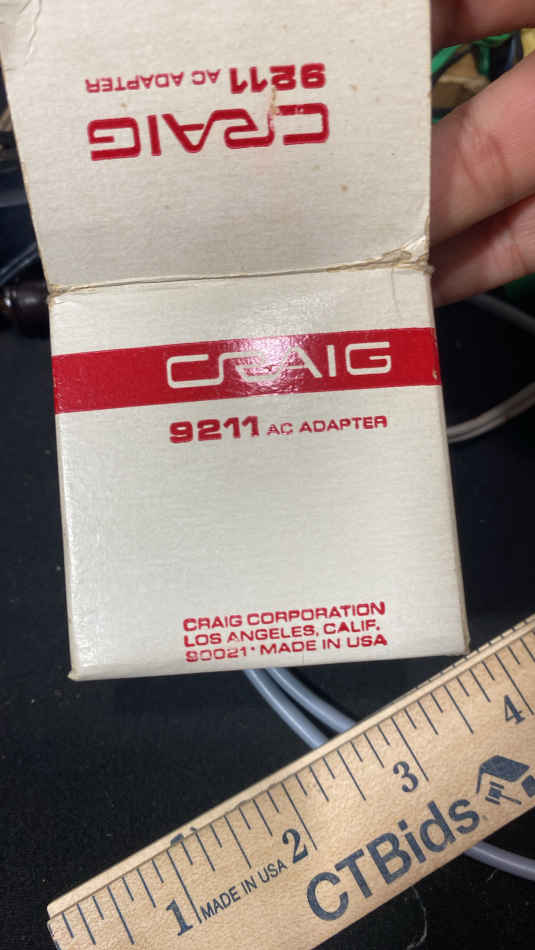 CRAIG
9211 AC ADAPTER
CRAIG
9211 AC ADAPTER
CRAIG CORPORATION
LOS ANGELES, CALIF.
90021• MADE IN USA
1 MADE IN USA 2 3 4
CTBids